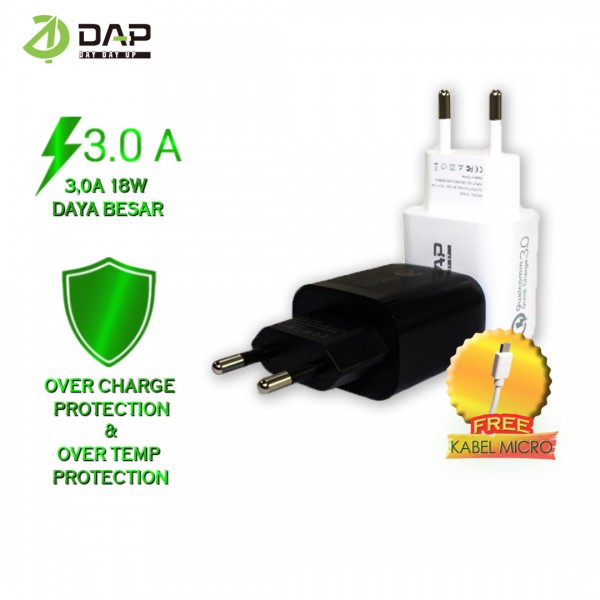 DAP
DAY DAY UP
3.0 A
3,0A 18W
DAYA BESAR
OVER CHARGE
PROTECTION
&
OVER TEMP
PROTECTION
DAP
Qualcomm
Quick Charge
3.0
FREE
KABEL MICRO